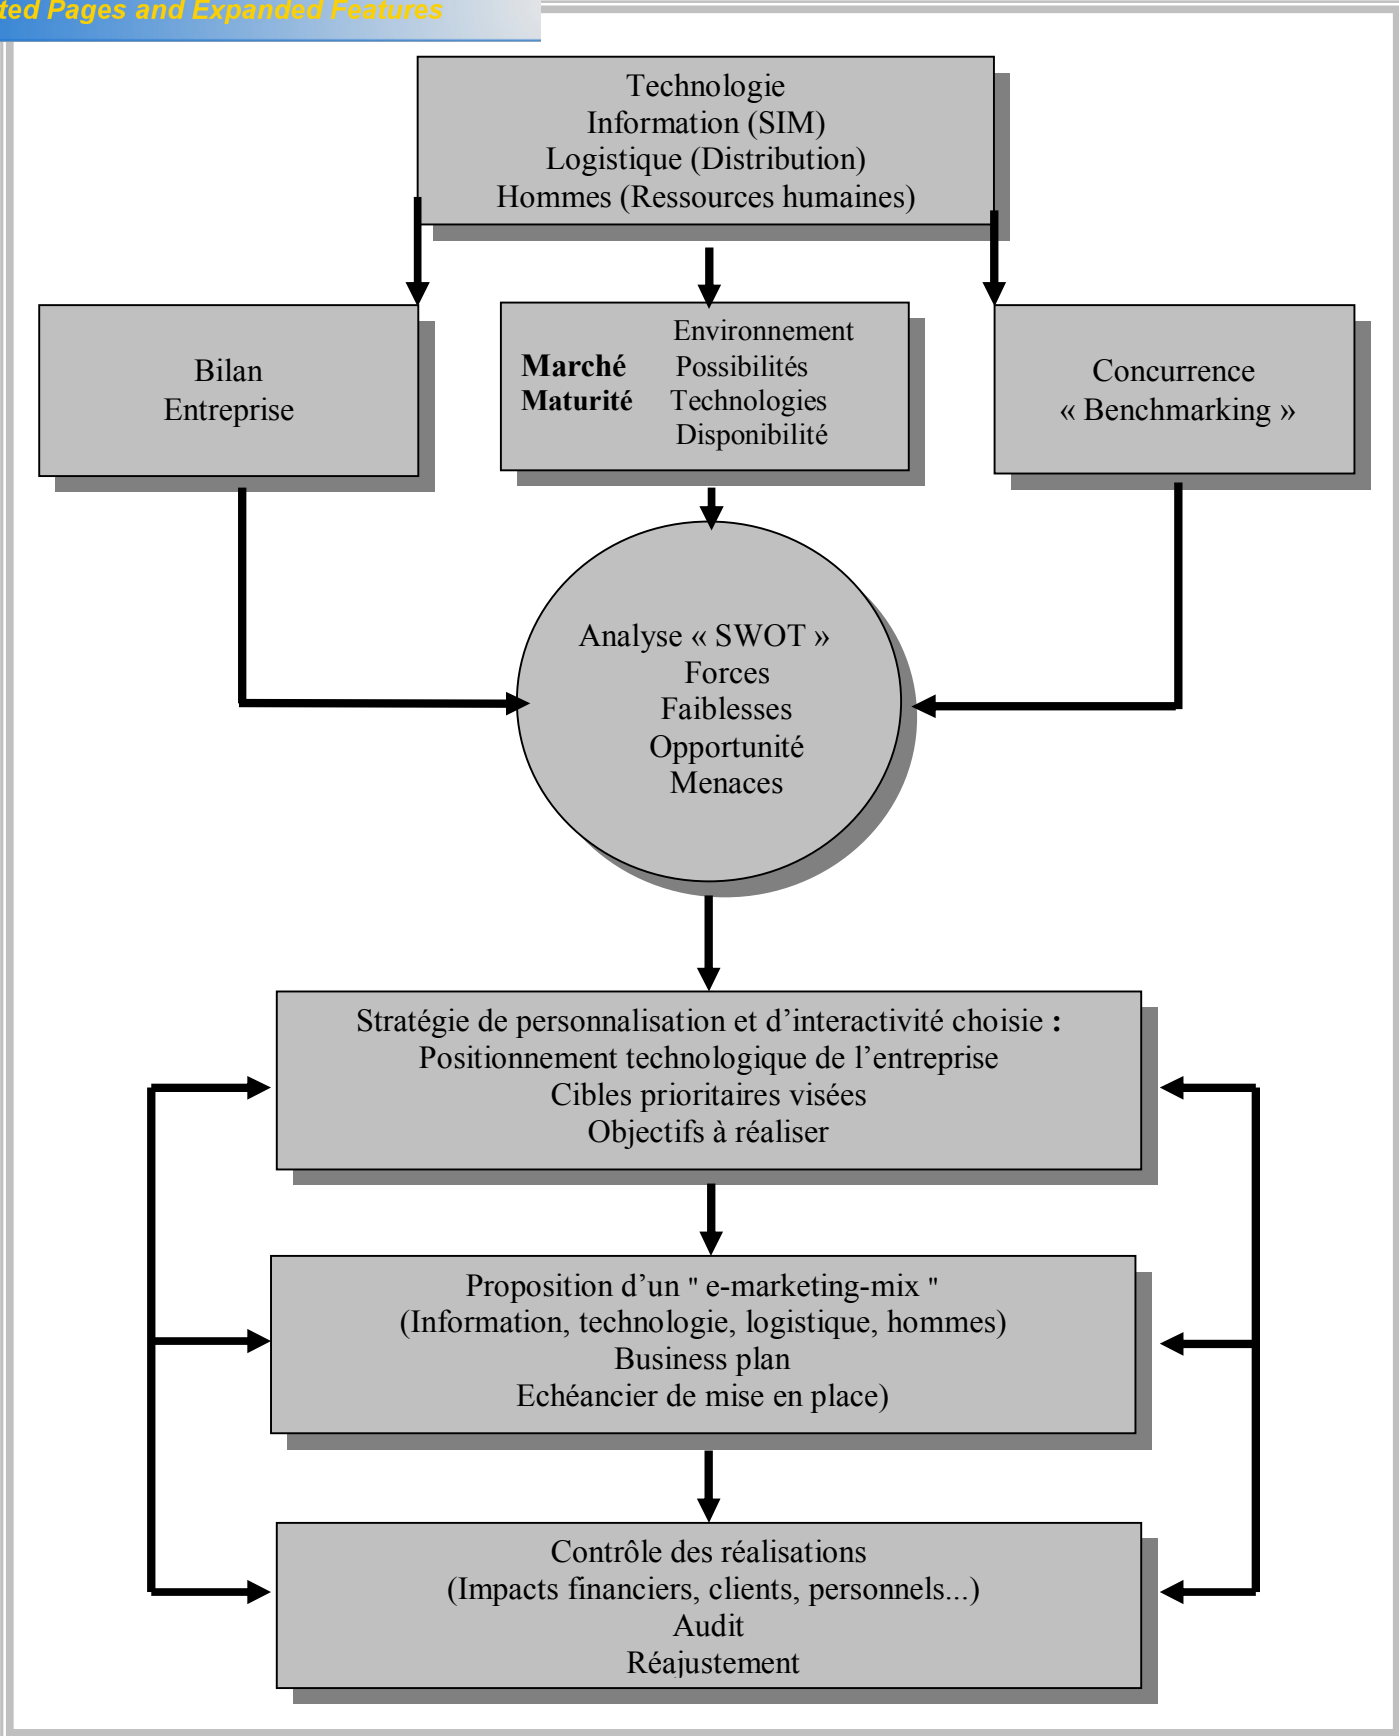 ted Pages and Expanded Features
Technologie
Information (SIM)
Logistique (Distribution)
Hommes (Ressources humaines)
Bilan
Entreprise
Environnement
Marché Possibilités
Maturité Technologies
Disponibilité
Concurrence
« Benchmarking »
Analyse « SWOT »
Forces
Faiblesses
Opportunité
Menaces
Stratégie de personnalisation et d’interactivité choisie :
Positionnement technologique de l’entreprise
Cibles prioritaires visées
Objectifs à réaliser
Proposition d’un " e-marketing-mix "
(Information, technologie, logistique, hommes)
Business plan
Echéancier de mise en place)
Contrôle des réalisations
(Impacts financiers, clients, personnels...)
Audit
Réajustement